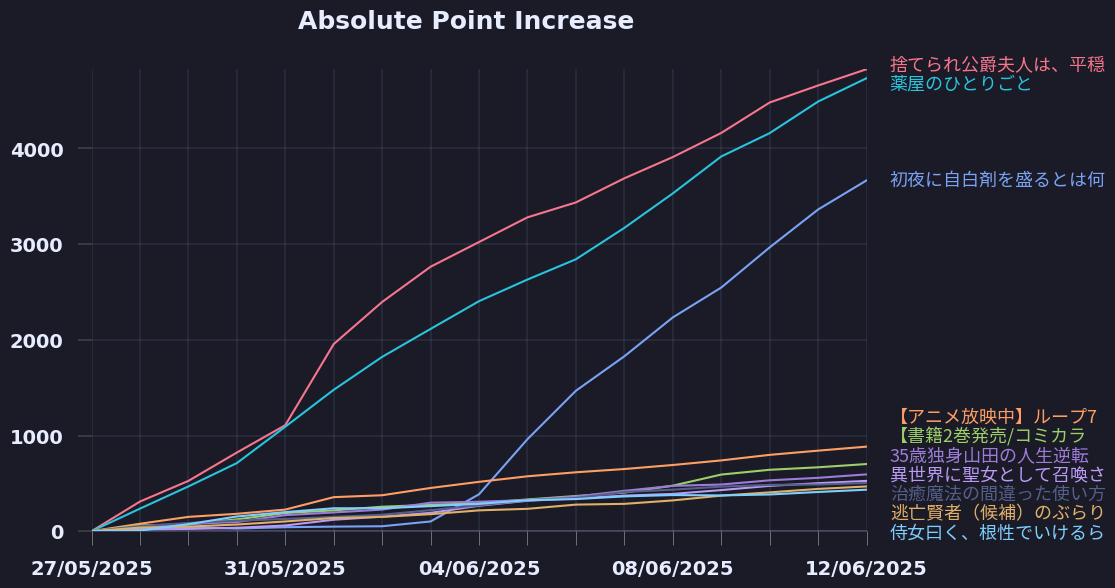 Absolute Point Increase
捨てられ公爵夫人は、平穏
薬屋のひとりごと
4000
初夜に自白剤を盛るとは何
3000
2000
【アニメ放映中】ループ7
1000
【書籍2巻発売/コミカラ
35歳独身山田の人生逆転
異世界に聖女として召喚さ
治癒魔法の間違った使い方
逃亡賢者（候補）のぶらり
0
侍女曰く、根性でいけるら
27/05/2025
31/05/2025
04/06/2025
08/06/2025
12/06/2025